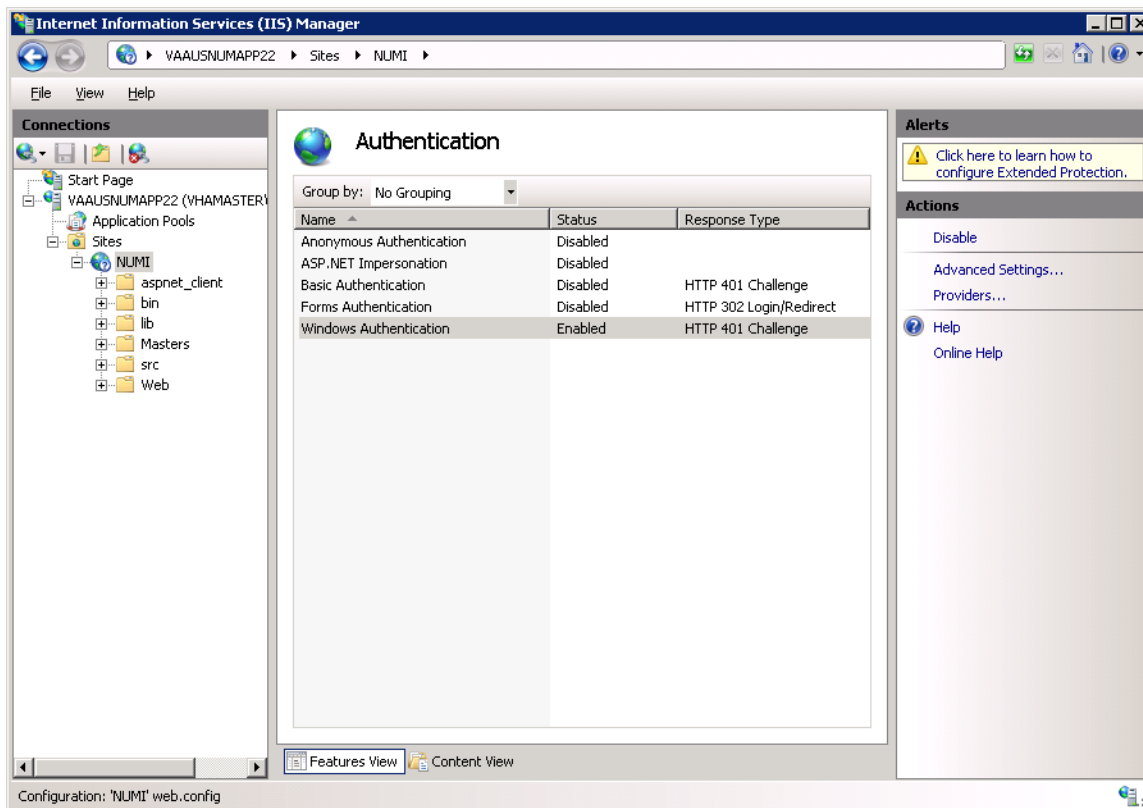 Internet Information Services (IIS) Manager
VAAUSNUMAPP22 Sites NUMI
File View Help
Connections
Start Page
VAAUSNUMAPP22 (VHAMASTER\
Application Pools
Sites
NUMI
aspnet_client
bin
lib
Masters
src
Web
Authentication
Group by: No Grouping
Name Status Response Type
Anonymous Authentication Disabled
ASP.NET Impersonation Disabled
Basic Authentication Disabled HTTP 401 Challenge
Forms Authentication Disabled HTTP 302 Login/Redirect
Windows Authentication Enabled HTTP 401 Challenge
Features View Content View
Alerts
Click here to learn how to
configure Extended Protection.
Actions
Disable
Advanced Settings...
Providers...
Help
Online Help
Configuration: 'NUMI' web.config